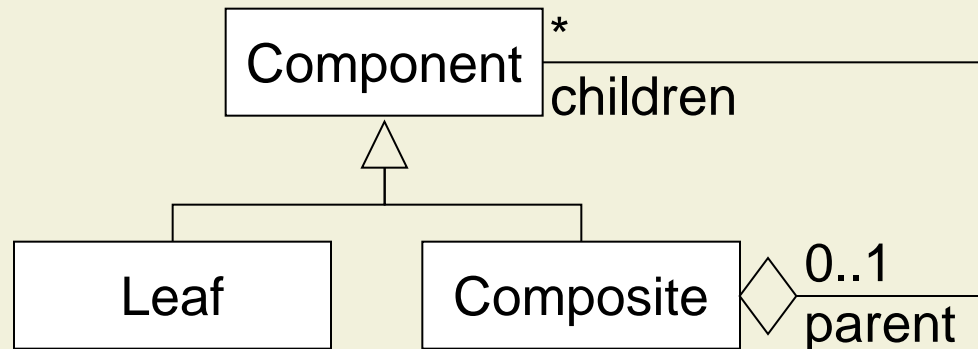 Component
*
children
Leaf
Composite
0..1
parent